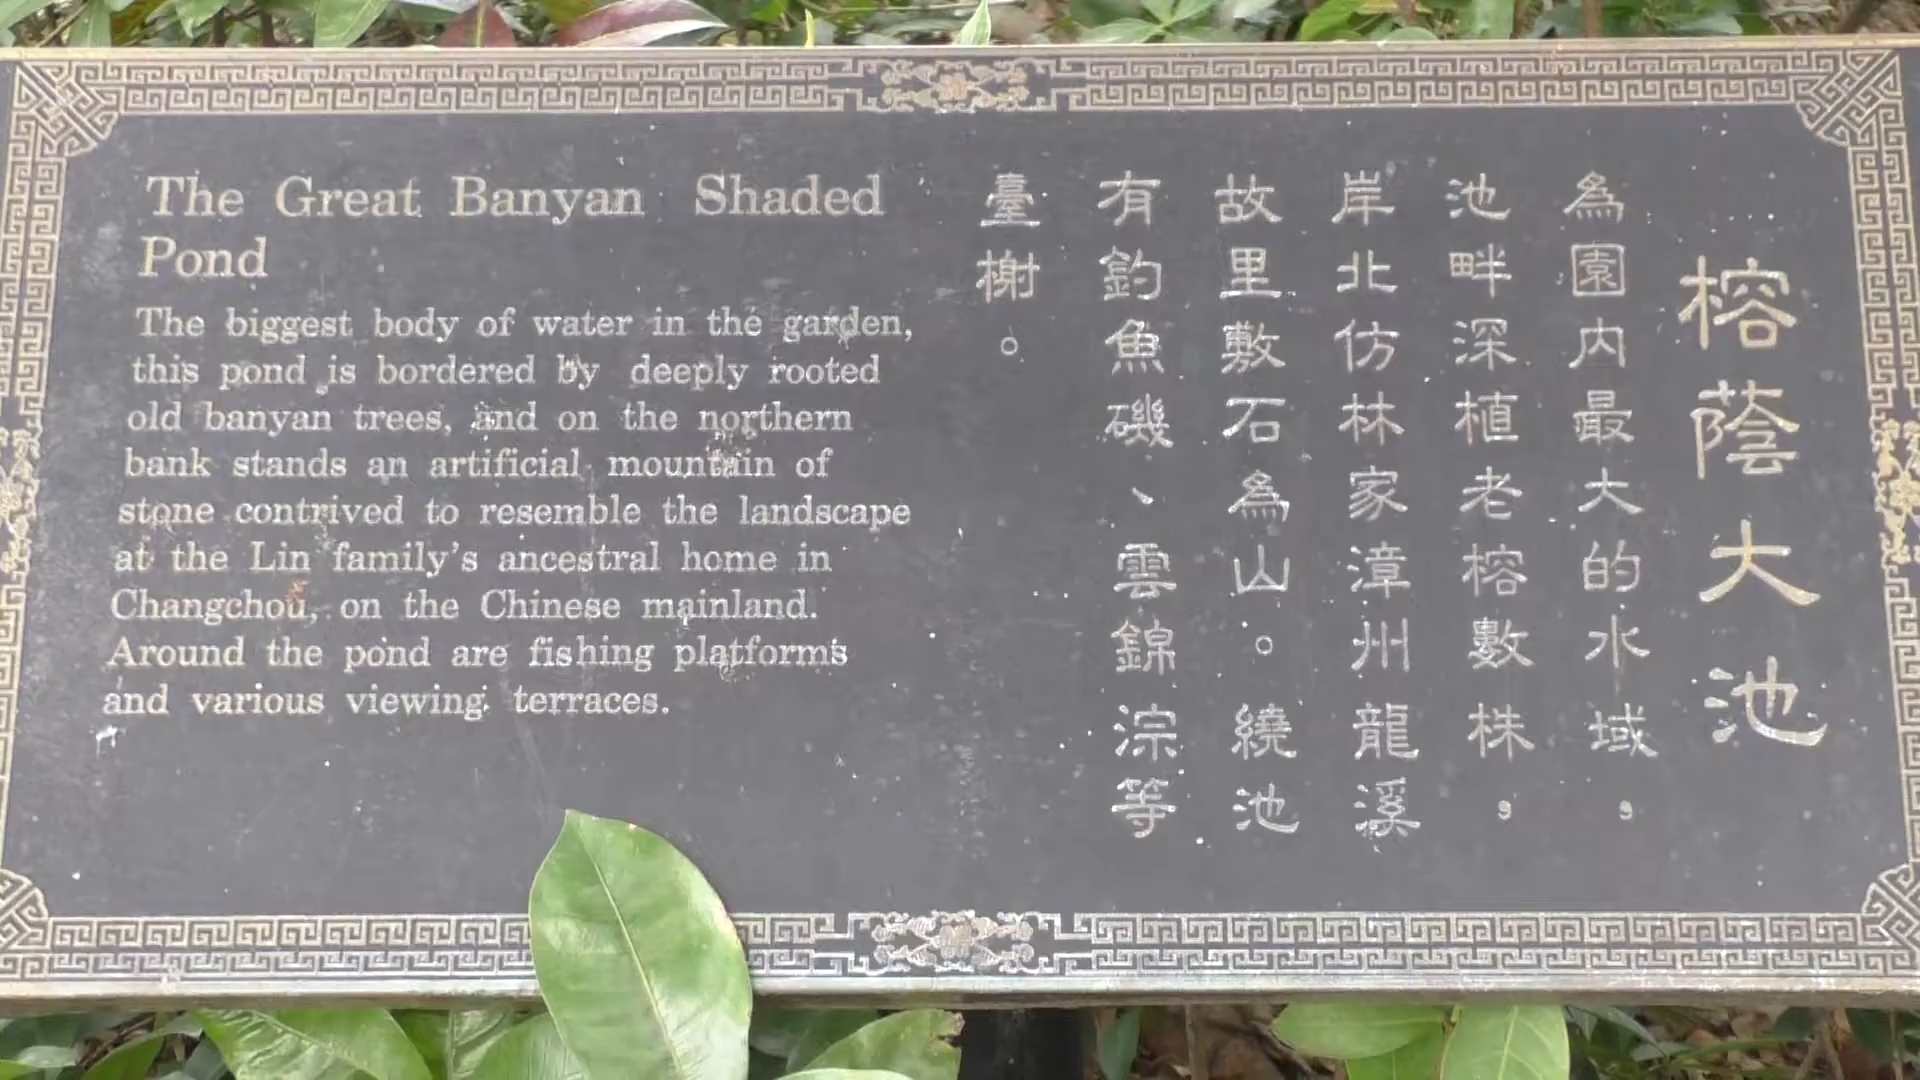 The Great Banyan Shaded
Pond
The biggest body of water in the garden,
this pond is bordered by deeply rooted
old banyan trees, and on the northern
bank stands an artificial mountain of
stone contrived to resemble the landscape
at the Lin family's ancestral home in
Changchou, on the Chinese mainland.
Around the pond are fishing platforms
and various viewing terraces.
榕蔭大池
為園內最大的水域，
池畔深植老榕數株，
岸北仿林家漳州龍溪
故里敷石為山。繞池
有釣魚磯、雲錦淙等
臺榭。